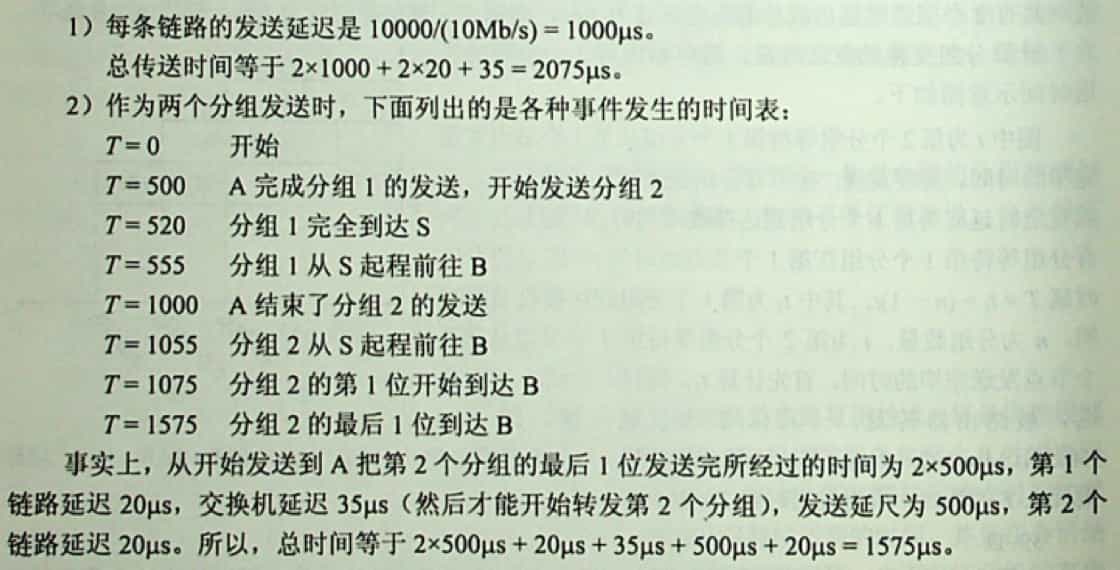 1）每条链路的发送延迟是 10000/(10Mb/s) = 1000μs。
总传送时间等于 2×1000 + 2×20 + 35 = 2075μs。
2）作为两个分组发送时，下面列出的是各种事件发生的时间表：
T = 0 开始
T = 500 A 完成分组 1 的发送，开始发送分组 2
T = 520 分组 1 完全到达 S
T = 555 分组 1 从 S 起程前往 B
T = 1000 A 结束了分组 2 的发送
T = 1055 分组 2 从 S 起程前往 B
T = 1075 分组 2 的第 1 位开始到达 B
T = 1575 分组 2 的最后 1 位到达 B
事实上，从开始发送到 A 把第 2 个分组的最后 1 位发送完所经过的时间为 2×500μs，第 1 个
链路延迟 20μs，交换机延迟 35μs（然后才能开始转发第 2 个分组），发送延尺为 500μs，第 2 个
链路延迟 20μs。所以，总时间等于 2×500μs + 20μs + 35μs + 500μs + 20μs = 1575μs。